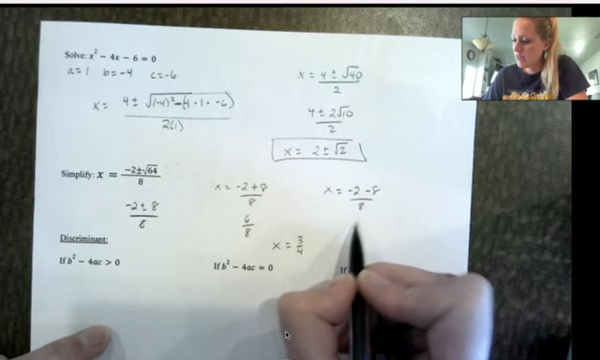 Solve: x² − 4x − 6 = 0
a = 1 b = −4 c = −6
x = 4 ± √((−4)² − (4 · 1 · −6)) / 2(1)
x = 4 ± √40 / 2
4 ± 2√10 / 2
x = 2 ± √2
Simplify: x = −2±√64 / 8
−2 ± 8 / 8
x = −2 + 8 / 8
6 / 8
x = 3/4
x = −2 − 8 / 8
Discriminant:
If b² − 4ac > 0
If b² − 4ac = 0
If